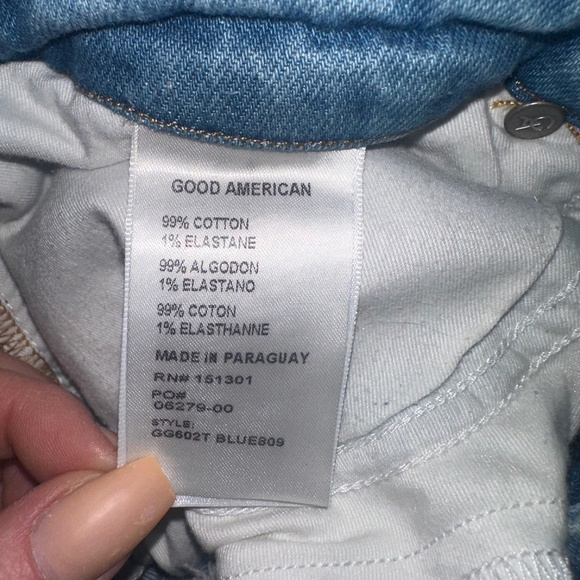 GOOD AMERICAN
99% COTTON
1% ELASTANE
99% ALGODON
1% ELASTANO
99% COTON
1% ELASTHANNE
MADE IN PARAGUAY
RN# 151301
PO#
06279-00
STYLE:
GG602T BLUE809